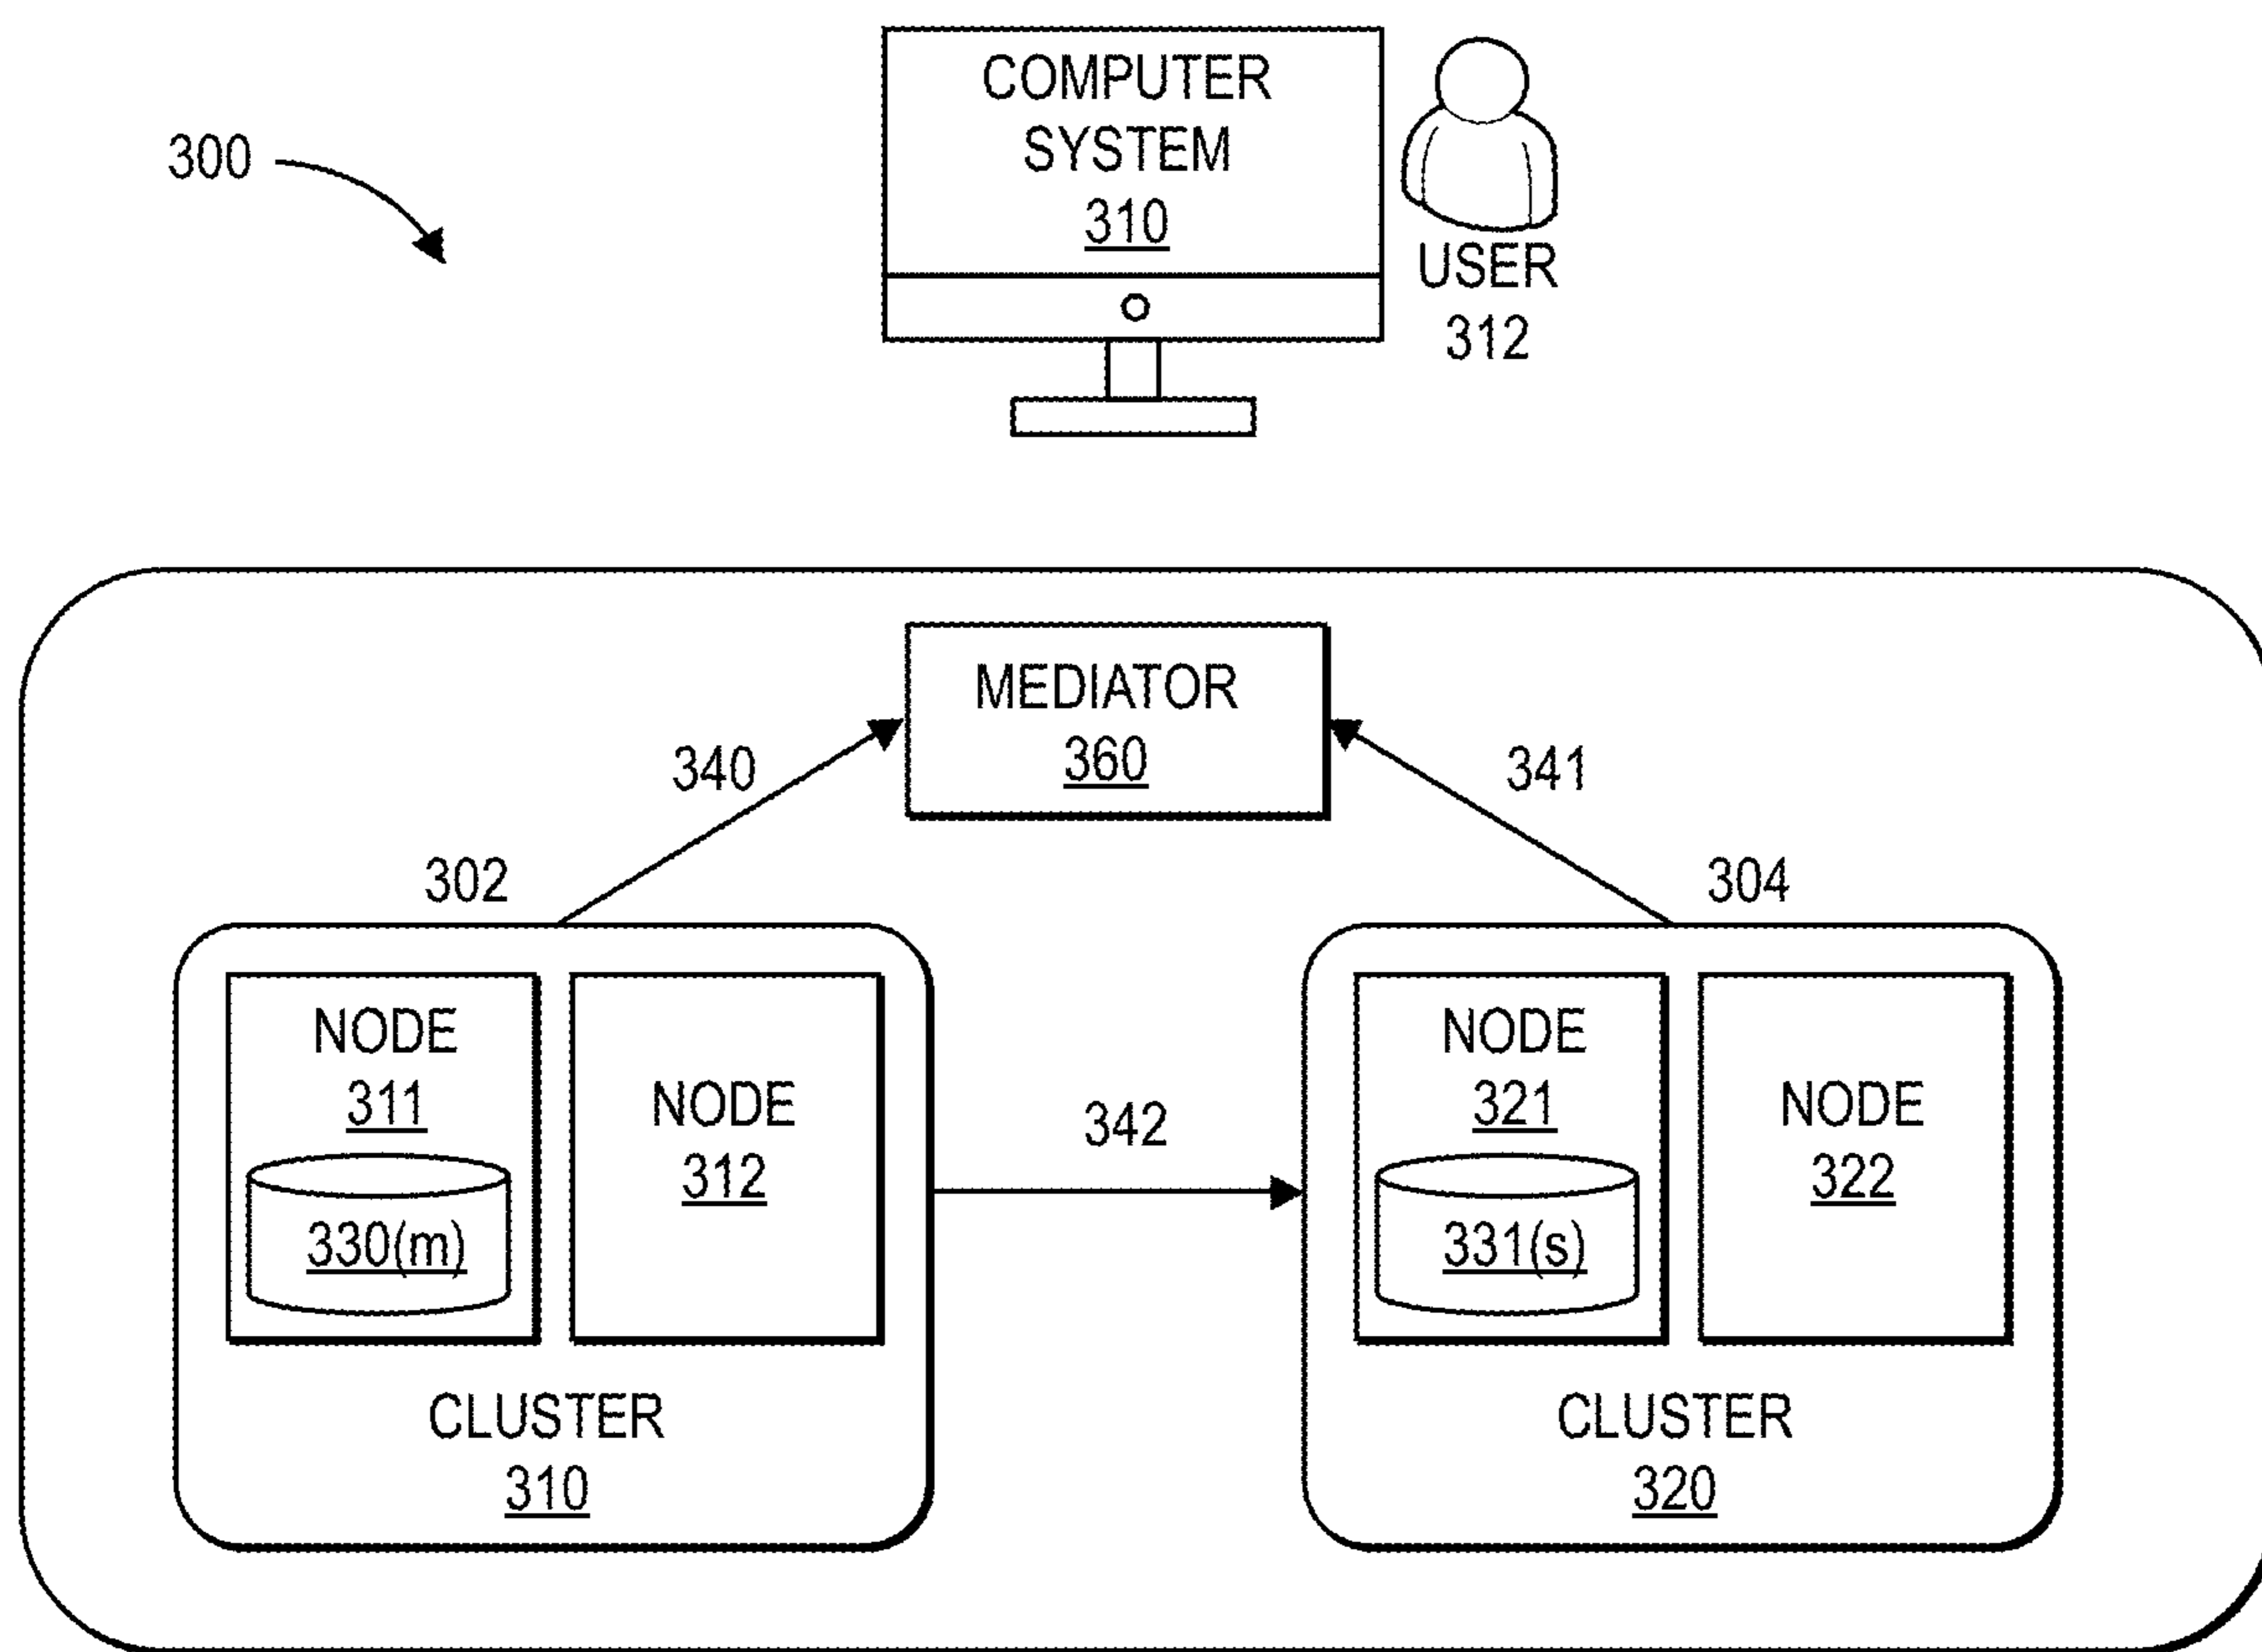 300
COMPUTER
SYSTEM
310
USER
312
MEDIATOR
360
340
341
302
304
NODE
311
330(m)
NODE
312
CLUSTER
310
342
NODE
321
331(s)
NODE
322
CLUSTER
320